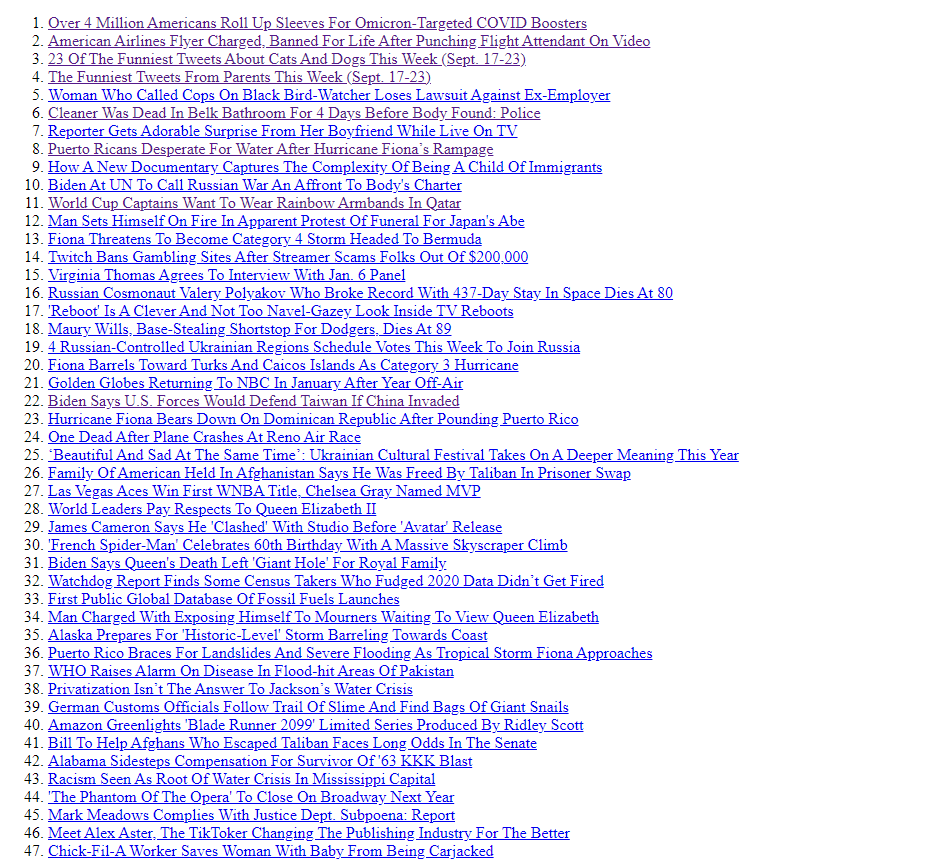 1. Over 4 Million Americans Roll Up Sleeves For Omicron-Targeted COVID Boosters
2. American Airlines Flyer Charged, Banned For Life After Punching Flight Attendant On Video
3. 23 Of The Funniest Tweets About Cats And Dogs This Week (Sept. 17-23)
4. The Funniest Tweets From Parents This Week (Sept. 17-23)
5. Woman Who Called Cops On Black Bird-Watcher Loses Lawsuit Against Ex-Employer
6. Cleaner Was Dead In Belk Bathroom For 4 Days Before Body Found: Police
7. Reporter Gets Adorable Surprise From Her Boyfriend While Live On TV
8. Puerto Ricans Desperate For Water After Hurricane Fiona’s Rampage
9. How A New Documentary Captures The Complexity Of Being A Child Of Immigrants
10. Biden At UN To Call Russian War An Affront To Body's Charter
11. World Cup Captains Want To Wear Rainbow Armbands In Qatar
12. Man Sets Himself On Fire In Apparent Protest Of Funeral For Japan's Abe
13. Fiona Threatens To Become Category 4 Storm Headed To Bermuda
14. Twitch Bans Gambling Sites After Streamer Scams Folks Out Of $200,000
15. Virginia Thomas Agrees To Interview With Jan. 6 Panel
16. Russian Cosmonaut Valery Polyakov Who Broke Record With 437-Day Stay In Space Dies At 80
17. 'Reboot' Is A Clever And Not Too Navel-Gazey Look Inside TV Reboots
18. Maury Wills, Base-Stealing Shortstop For Dodgers, Dies At 89
19. 4 Russian-Controlled Ukrainian Regions Schedule Votes This Week To Join Russia
20. Fiona Barrels Toward Turks And Caicos Islands As Category 3 Hurricane
21. Golden Globes Returning To NBC In January After Year Off-Air
22. Biden Says U.S. Forces Would Defend Taiwan If China Invaded
23. Hurricane Fiona Bears Down On Dominican Republic After Pounding Puerto Rico
24. One Dead After Plane Crashes At Reno Air Race
25. ‘Beautiful And Sad At The Same Time’: Ukrainian Cultural Festival Takes On A Deeper Meaning This Year
26. Family Of American Held In Afghanistan Says He Was Freed By Taliban In Prisoner Swap
27. Las Vegas Aces Win First WNBA Title, Chelsea Gray Named MVP
28. World Leaders Pay Respects To Queen Elizabeth II
29. James Cameron Says He 'Clashed' With Studio Before 'Avatar' Release
30. 'French Spider-Man' Celebrates 60th Birthday With A Massive Skyscraper Climb
31. Biden Says Queen's Death Left 'Giant Hole' For Royal Family
32. Watchdog Report Finds Some Census Takers Who Fudged 2020 Data Didn’t Get Fired
33. First Public Global Database Of Fossil Fuels Launches
34. Man Charged With Exposing Himself To Mourners Waiting To View Queen Elizabeth
35. Alaska Prepares For 'Historic-Level' Storm Barreling Towards Coast
36. Puerto Rico Braces For Landslides And Severe Flooding As Tropical Storm Fiona Approaches
37. WHO Raises Alarm On Disease In Flood-hit Areas Of Pakistan
38. Privatization Isn’t The Answer To Jackson’s Water Crisis
39. German Customs Officials Follow Trail Of Slime And Find Bags Of Giant Snails
40. Amazon Greenlights 'Blade Runner 2099' Limited Series Produced By Ridley Scott
41. Bill To Help Afghans Who Escaped Taliban Faces Long Odds In The Senate
42. Alabama Sidesteps Compensation For Survivor Of '63 KKK Blast
43. Racism Seen As Root Of Water Crisis In Mississippi Capital
44. 'The Phantom Of The Opera' To Close On Broadway Next Year
45. Mark Meadows Complies With Justice Dept. Subpoena: Report
46. Meet Alex Aster, The TikToker Changing The Publishing Industry For The Better
47. Chick-Fil-A Worker Saves Woman With Baby From Being Carjacked